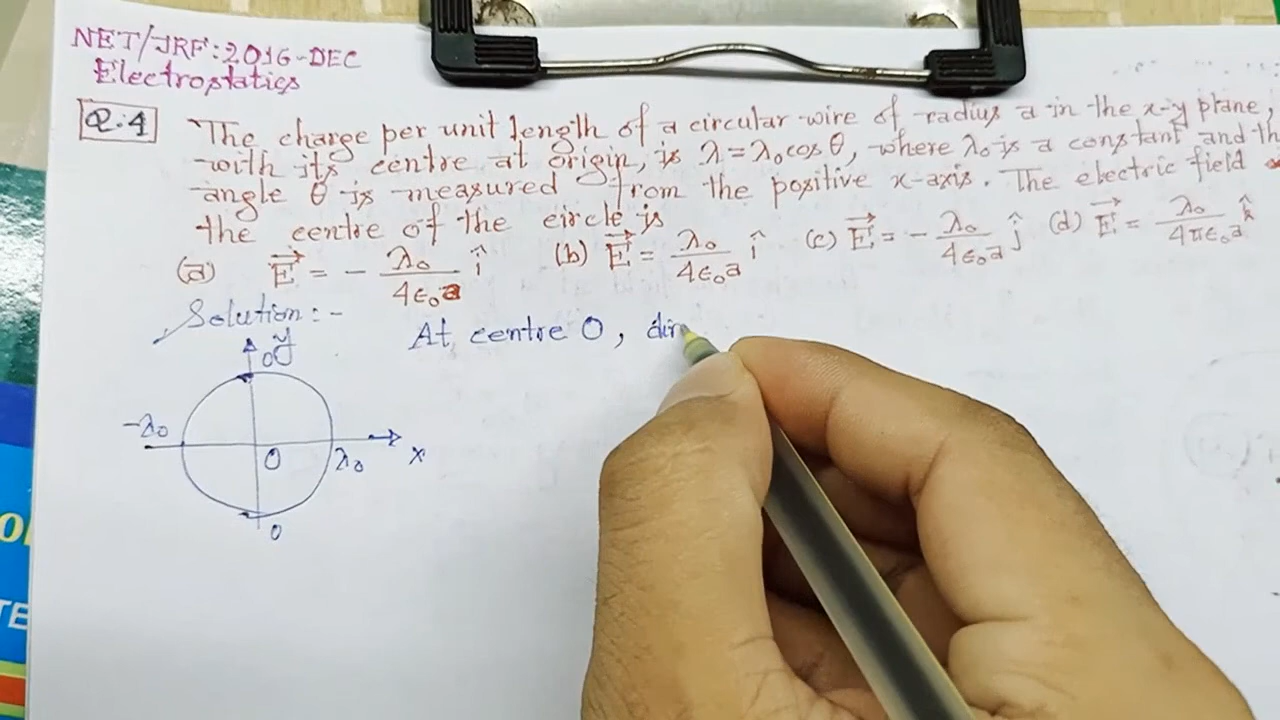 NET/JRF:2016-DEC
Electrostatics
Q.4 The charge per unit length of a circular wire of radius a in the x-y plane,
with its centre at origin, is λ = λ₀ cos θ, where λ₀ is a constant and th
angle θ is measured from the positive x-axis. The electric field
the centre of the circle is
(a) E⃗ = - λ₀/4ε₀a î (b) E⃗ = λ₀/4ε₀a î (c) E⃗ = - λ₀/4ε₀a ĵ (d) E⃗ = λ₀/4πε₀a k̂
Solution:-
At centre O, dir
y
0
-λ₀
O
λ₀
x
0
TE